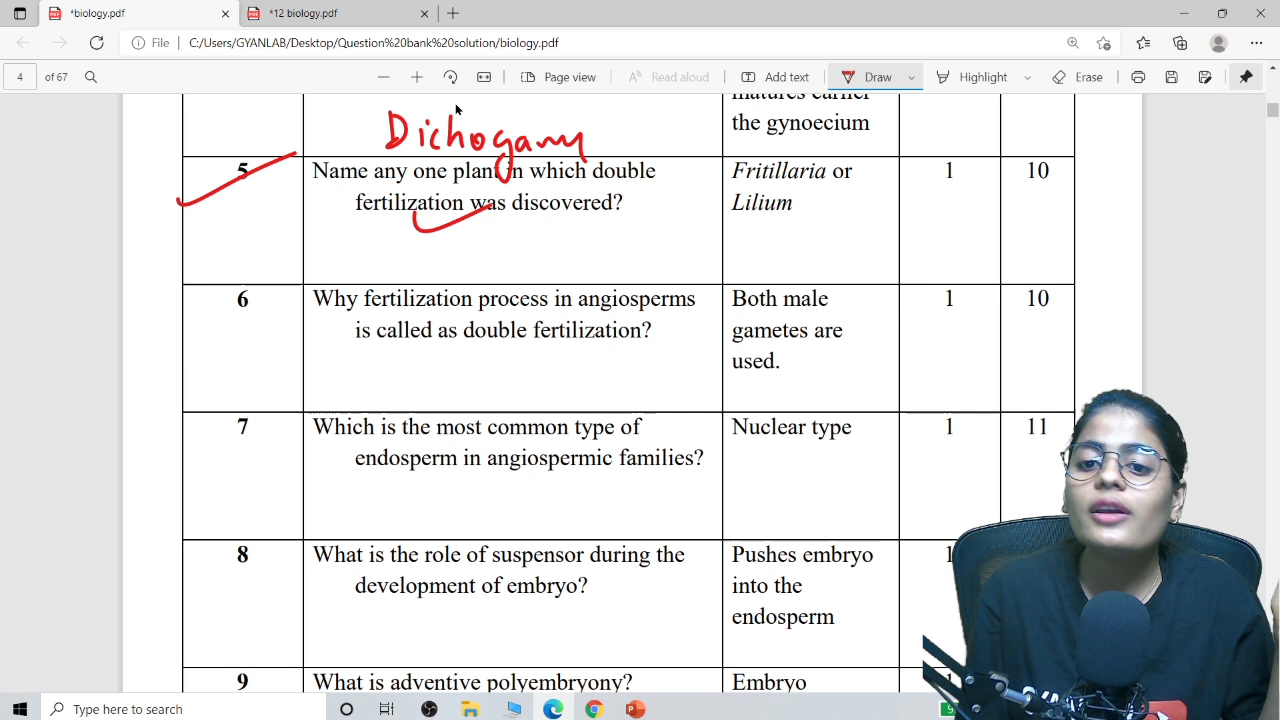 *biology.pdf
*12 biology.pdf
File
C:/Users/GYANLAB/Desktop/Question%20bank%20solution/biology.pdf
4 of 67
Page view
Read aloud
Add text
Draw
Highlight
Erase
matures earlier
the gynoecium
Dichogamy
5 Name any one plant in which double fertilization was discovered? Fritillaria or Lilium 1 10
6 Why fertilization process in angiosperms is called as double fertilization? Both male gametes are used. 1 10
7 Which is the most common type of endosperm in angiospermic families? Nuclear type 1 11
8 What is the role of suspensor during the development of embryo? Pushes embryo into the endosperm 1
9 What is adventive polyembryony? Embryo
Type here to search